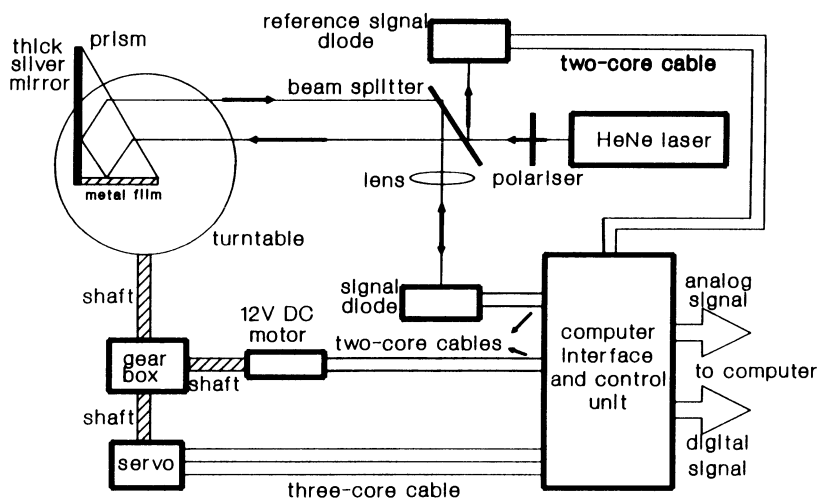 reference signal
diode
thick
silver
mirror
prism
beam splitter
two-core cable
HeNe laser
polariser
lens
metal film
turntable
shaft
signal
diode
12V DC
motor
analog
signal
two-core cables
computer
interface
and control
unit
gear
box
shaft
to computer
shaft
servo
digital
signal
three-core cable